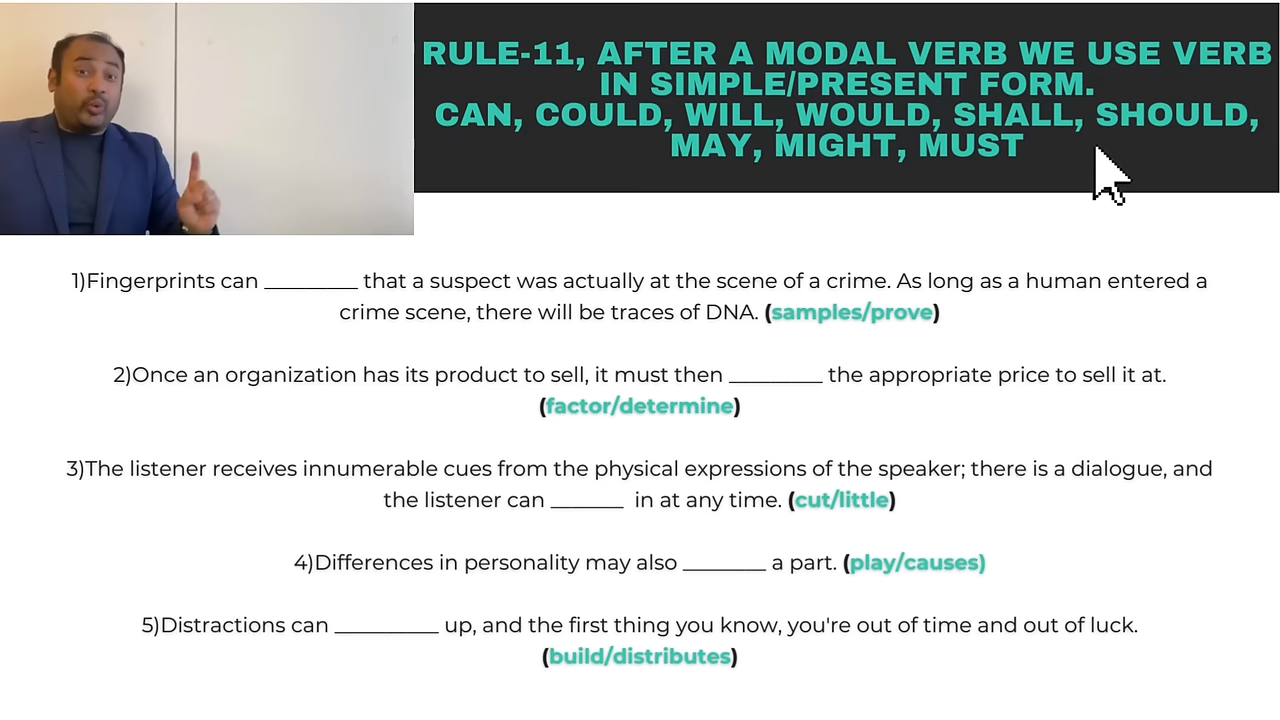 RULE-11, AFTER A MODAL VERB WE USE VERB
IN SIMPLE/PRESENT FORM.
CAN, COULD, WILL, WOULD, SHALL, SHOULD,
MAY, MIGHT, MUST
1)Fingerprints can _________ that a suspect was actually at the scene of a crime. As long as a human entered a
crime scene, there will be traces of DNA. (samples/prove)
2)Once an organization has its product to sell, it must then _________ the appropriate price to sell it at.
(factor/determine)
3)The listener receives innumerable cues from the physical expressions of the speaker; there is a dialogue, and
the listener can _______ in at any time. (cut/little)
4)Differences in personality may also ________ a part. (play/causes)
5)Distractions can __________ up, and the first thing you know, you're out of time and out of luck.
(build/distributes)